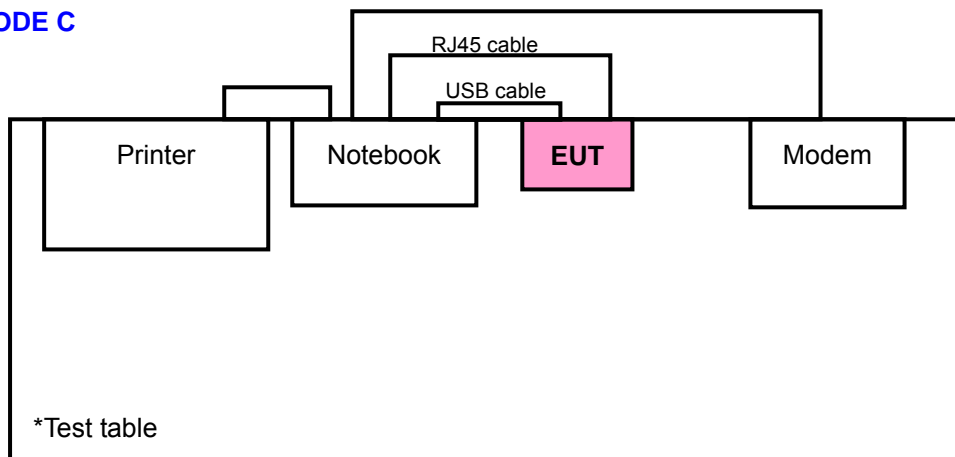 ODE C
RJ45 cable
USB cable
Printer
Notebook
EUT
Modem
*Test table